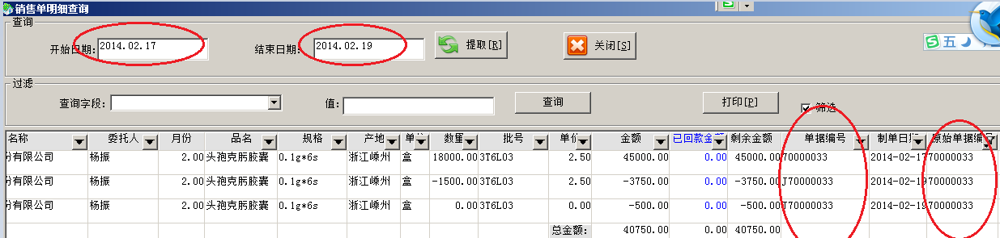 销售单明细查询
查询
开始日期: 2014.02.17 结束日期: 2014.02.19 提取[R] 关闭[S]
五
过滤
查询字段: 值: 查询 打印[P] 筛选
名称 委托人 月份 品名 规格 产地 单 数量 批号 单价 金额 已回款金 剩余金额 单据编号 制单日期 原始单据编号
份有限公司 杨振 2.00 头孢克肟胶囊 0.1g*6s 浙江嵊州 盒 18000.00 3T6L03 2.50 45000.00 0.00 45000.00 70000033 2014-02-17 70000033
份有限公司 杨振 2.00 头孢克肟胶囊 0.1g*6s 浙江嵊州 盒 -1500.00 3T6L03 2.50 -3750.00 0.00 -3750.00 J70000033 2014-02-19 70000033
份有限公司 杨振 2.00 头孢克肟胶囊 0.1g*6s 浙江嵊州 盒 0.00 3T6L03 0.00 -500.00 0.00 -500.00 T70000033 2014-02-19 70000033
总金额: 40750.00 0.00 40750.00